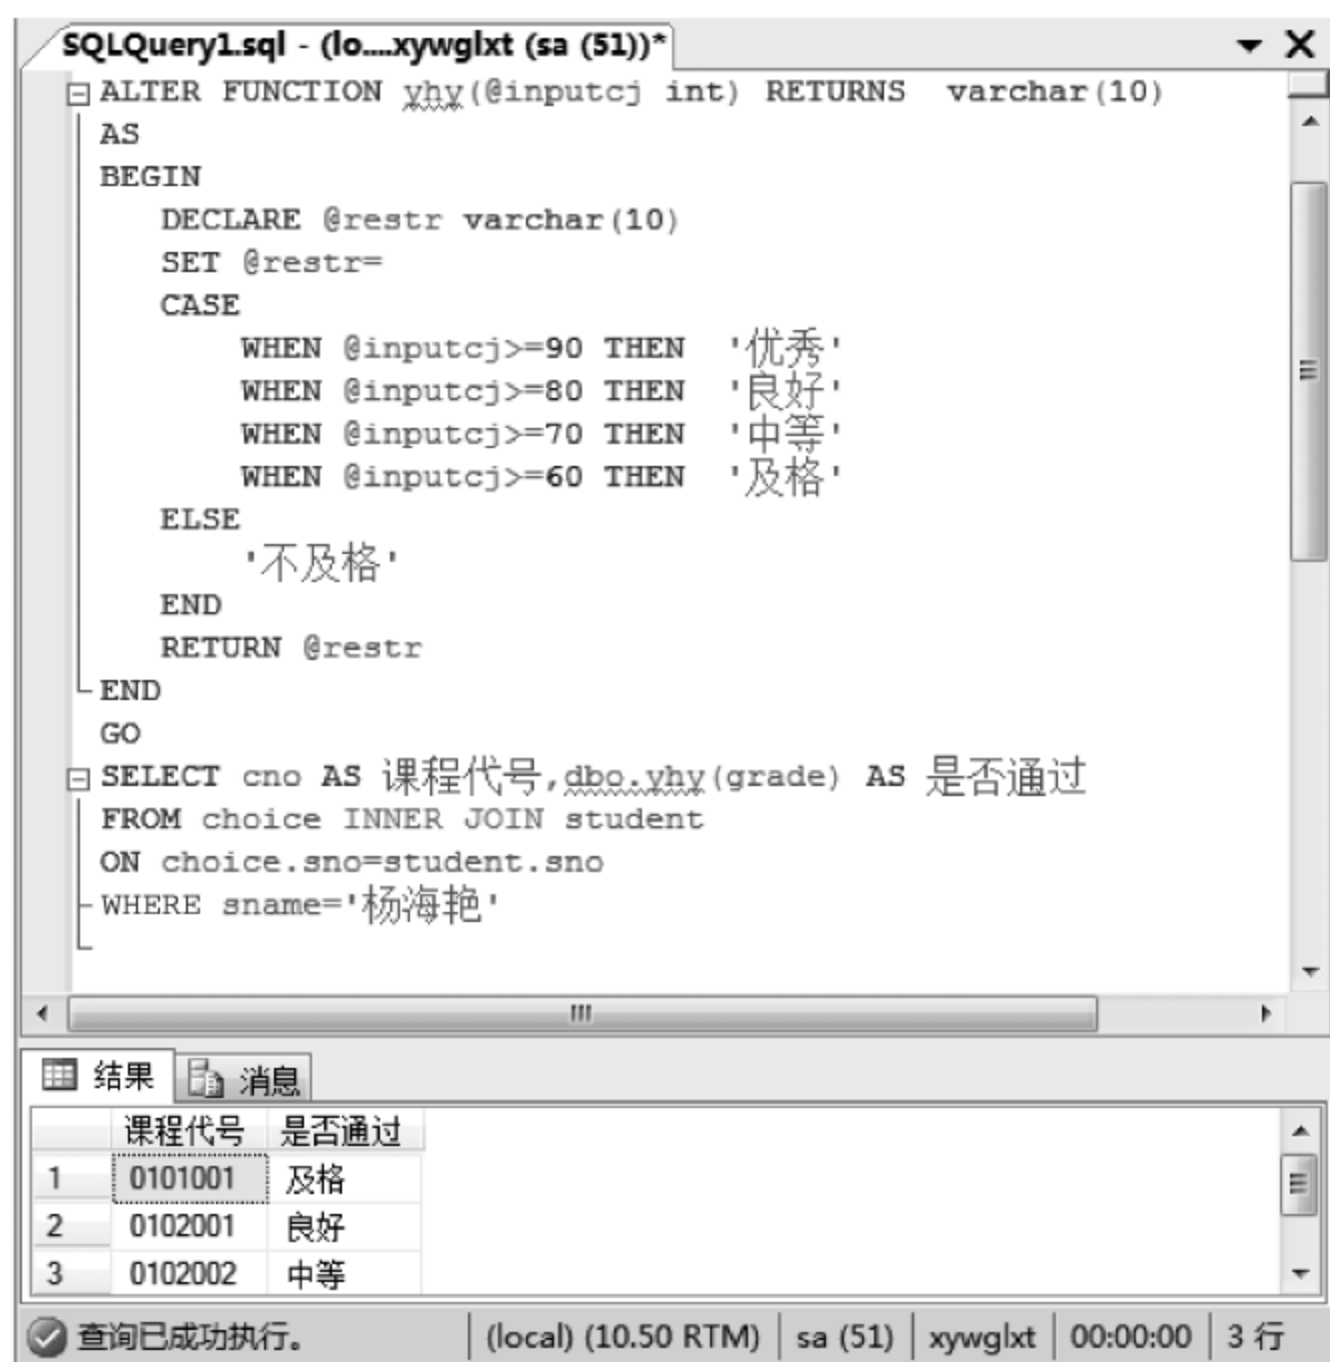 SQLQuery1.sql - (lo....xywglxt (sa (51))*
ALTER FUNCTION yhy(@inputcj int) RETURNS  varchar(10)
AS
BEGIN
DECLARE @restr varchar(10)
SET @restr=
CASE
WHEN @inputcj>=90 THEN  '优秀'
WHEN @inputcj>=80 THEN  '良好'
WHEN @inputcj>=70 THEN  '中等'
WHEN @inputcj>=60 THEN  '及格'
ELSE
'不及格'
END
RETURN @restr
END
GO
SELECT cno AS 课程代号,dbo.yhy(grade) AS 是否通过
FROM choice INNER JOIN student
ON choice.sno=student.sno
WHERE sname='杨海艳'
结果 消息
课程代号 是否通过
1 0101001 及格
2 0102001 良好
3 0102002 中等
查询已成功执行。 (local) (10.50 RTM) sa (51) xywglxt 00:00:00 3 行